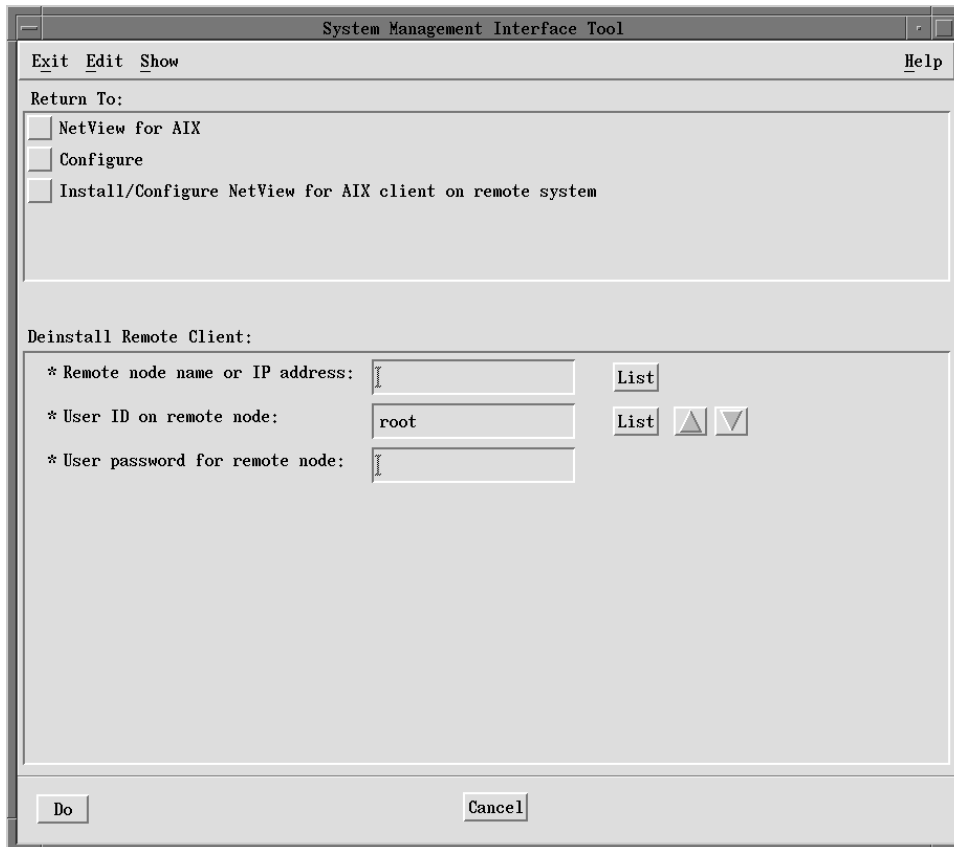 System Management Interface Tool
Exit Edit Show Help
Return To:
NetView for AIX
Configure
Install/Configure NetView for AIX client on remote system
Deinstall Remote Client:
* Remote node name or IP address: List
* User ID on remote node: root List
* User password for remote node:
Do Cancel